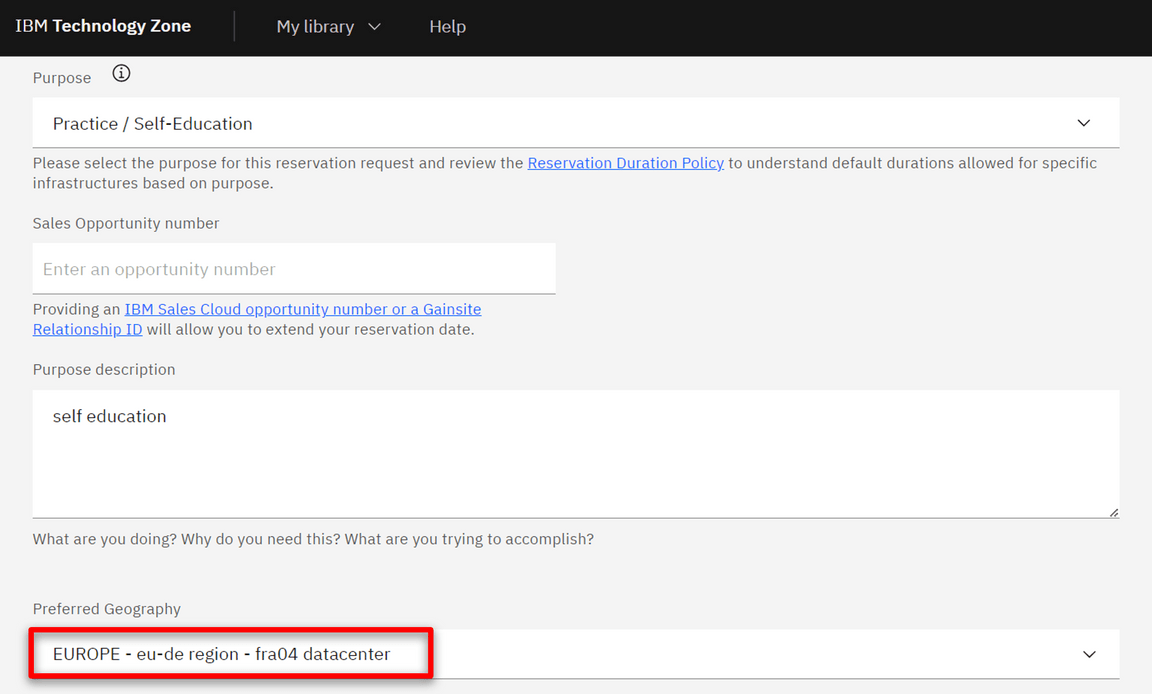 IBM Technology Zone
My library
Help
Purpose
Practice / Self-Education
Please select the purpose for this reservation request and review the Reservation Duration Policy to understand default durations allowed for specific
infrastructures based on purpose.
Sales Opportunity number
Enter an opportunity number
Providing an IBM Sales Cloud opportunity number or a Gainsite
Relationship ID will allow you to extend your reservation date.
Purpose description
self education
What are you doing? Why do you need this? What are you trying to accomplish?
Preferred Geography
EUROPE - eu-de region - fra04 datacenter